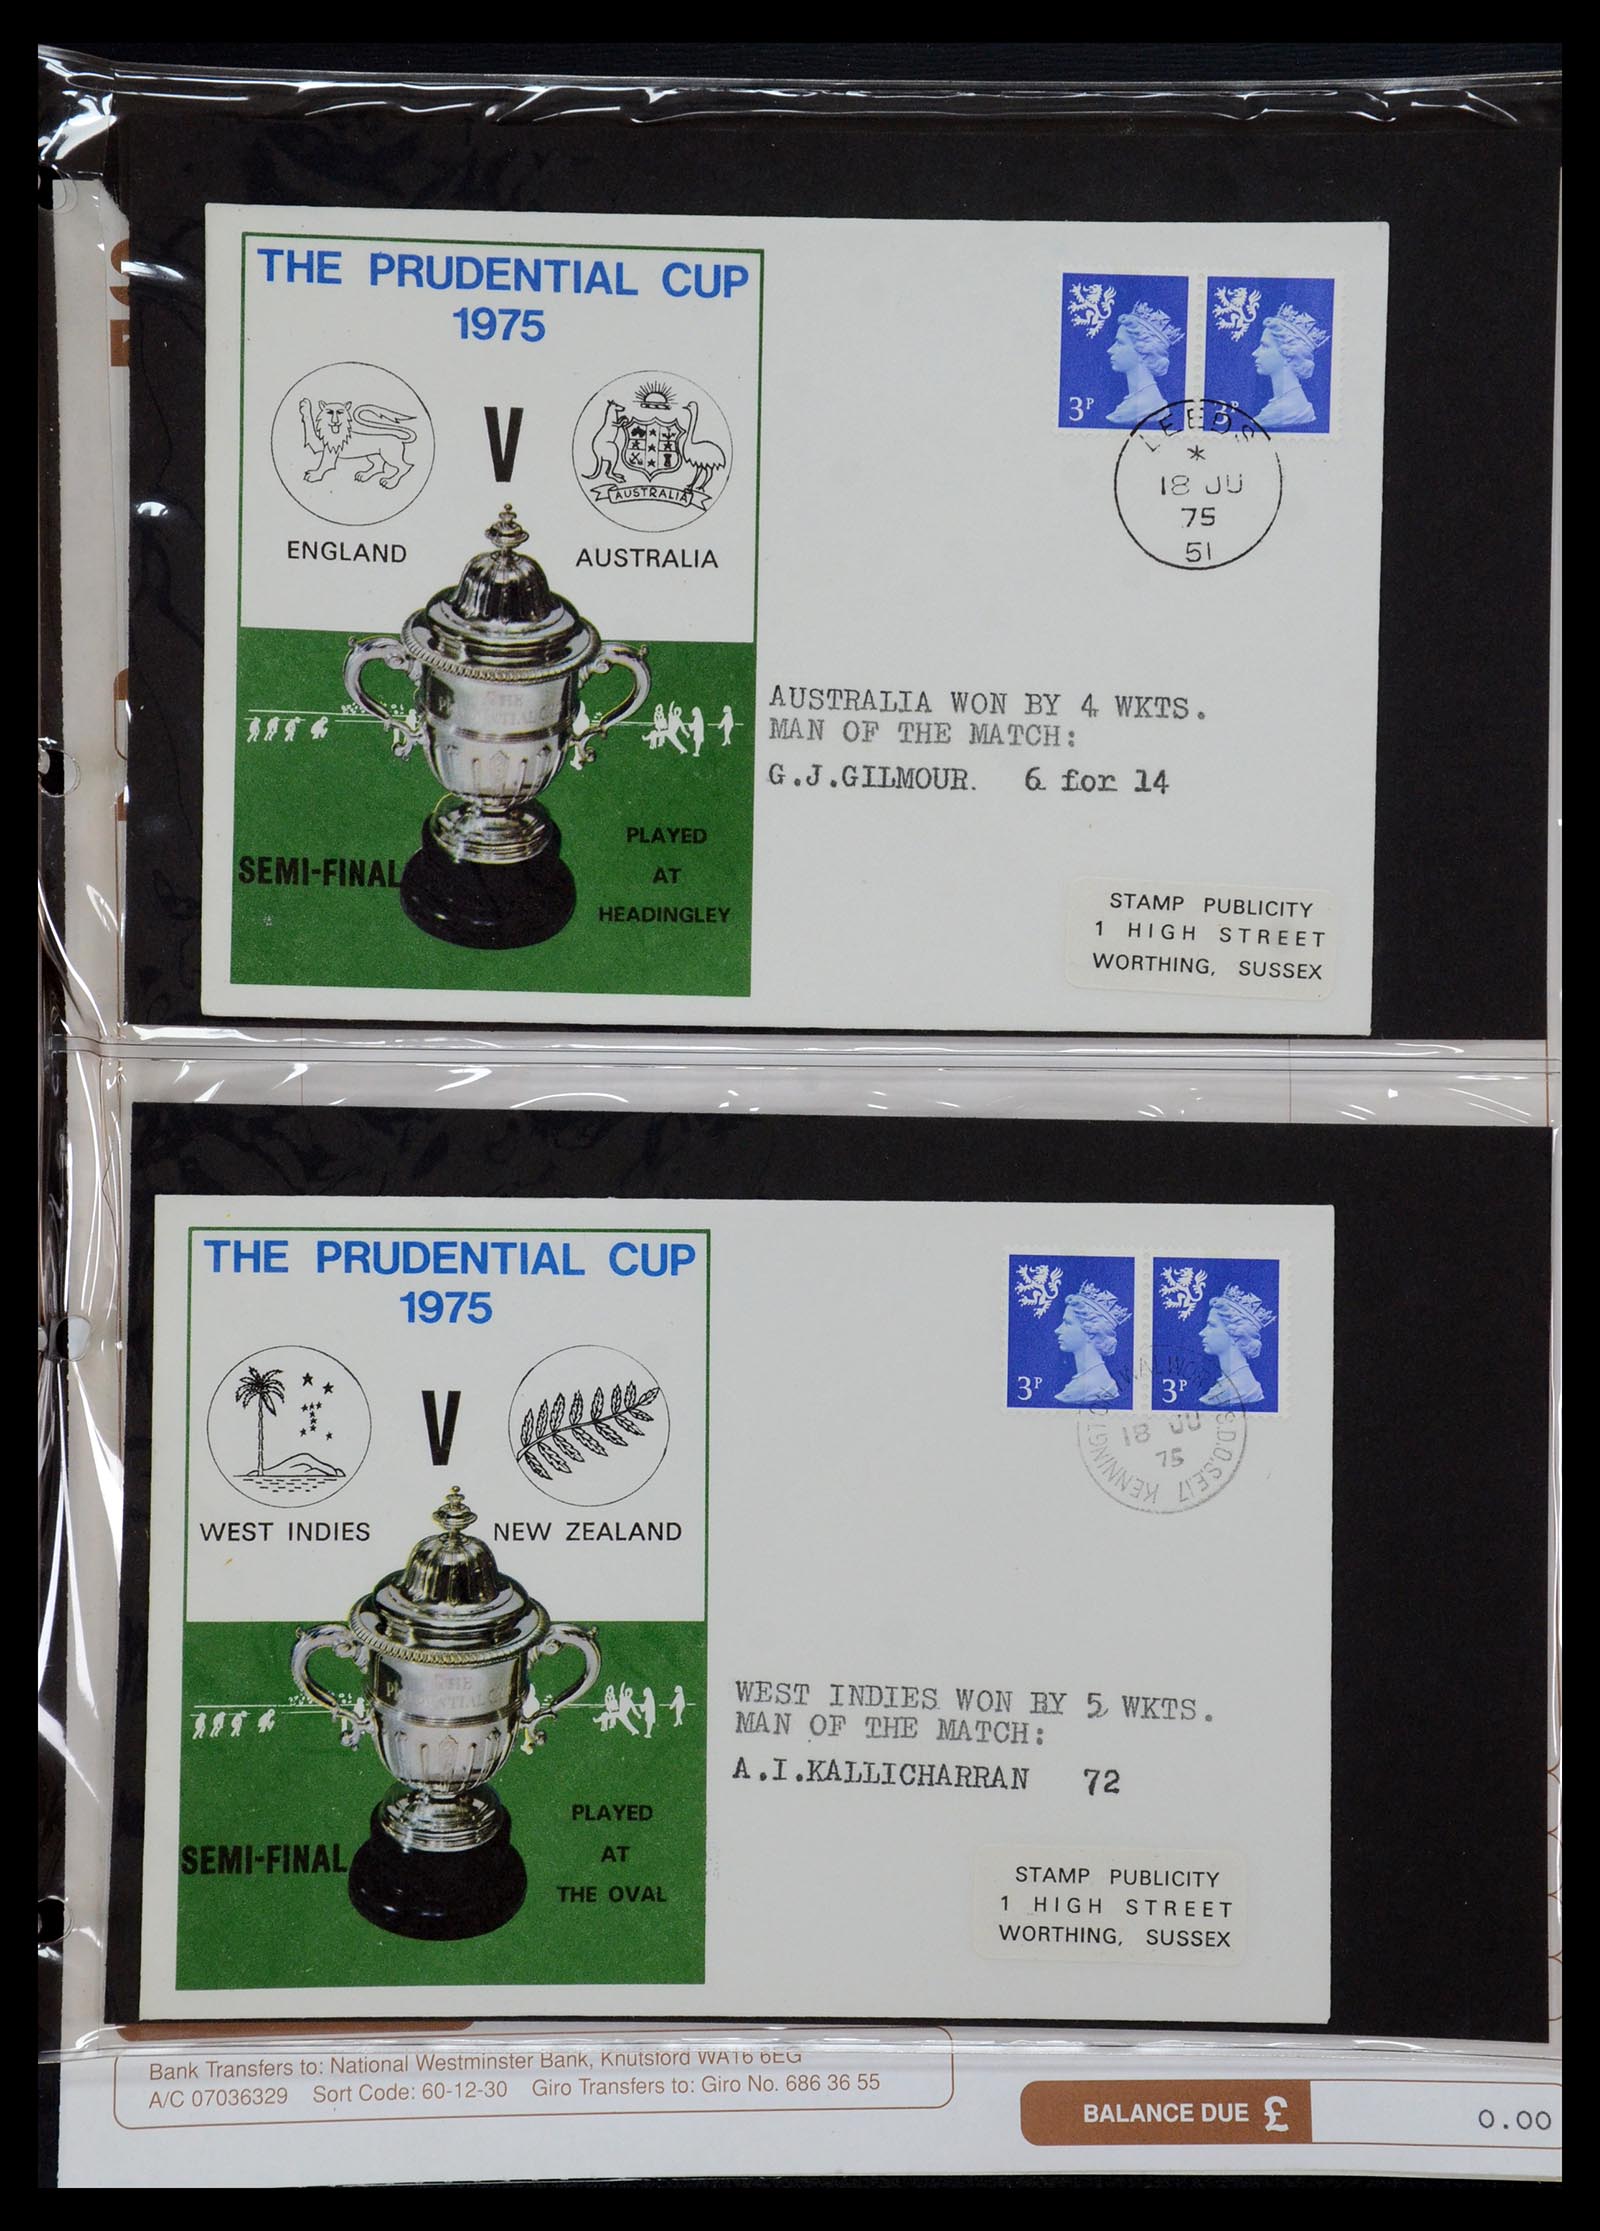 THE PRUDENTIAL CUP
1975
V
AUSTRALIA
ENGLAND
AUSTRALIA
THE
SEMI-FINAL
PLAYED
AT
HEADINGLEY
3P 3P
LEEDS
*
18 JU
75
51
AUSTRALIA WON BY 4 WKTS.
MAN OF THE MATCH:
G.J.GILMOUR. 6 for 14
STAMP PUBLICITY
1 HIGH STREET
WORTHING, SUSSEX
THE PRUDENTIAL CUP
1975
V
WEST INDIES
NEW ZEALAND
THE
SEMI-FINAL
PLAYED
AT
THE OVAL
3P 3P
KENNINGTON WALWORTH S.D.O. S.E.17
18 JU
75
WEST INDIES WON BY 5 WKTS.
MAN OF THE MATCH:
A.I.KALLICHARRAN 72
STAMP PUBLICITY
1 HIGH STREET
WORTHING, SUSSEX
Bank Transfers to: National Westminster Bank, Knutsford WA16 6EG
A/C 07036329 Sort Code: 60-12-30 Giro Transfers to: Giro No. 686 36 55
BALANCE DUE £
0.00